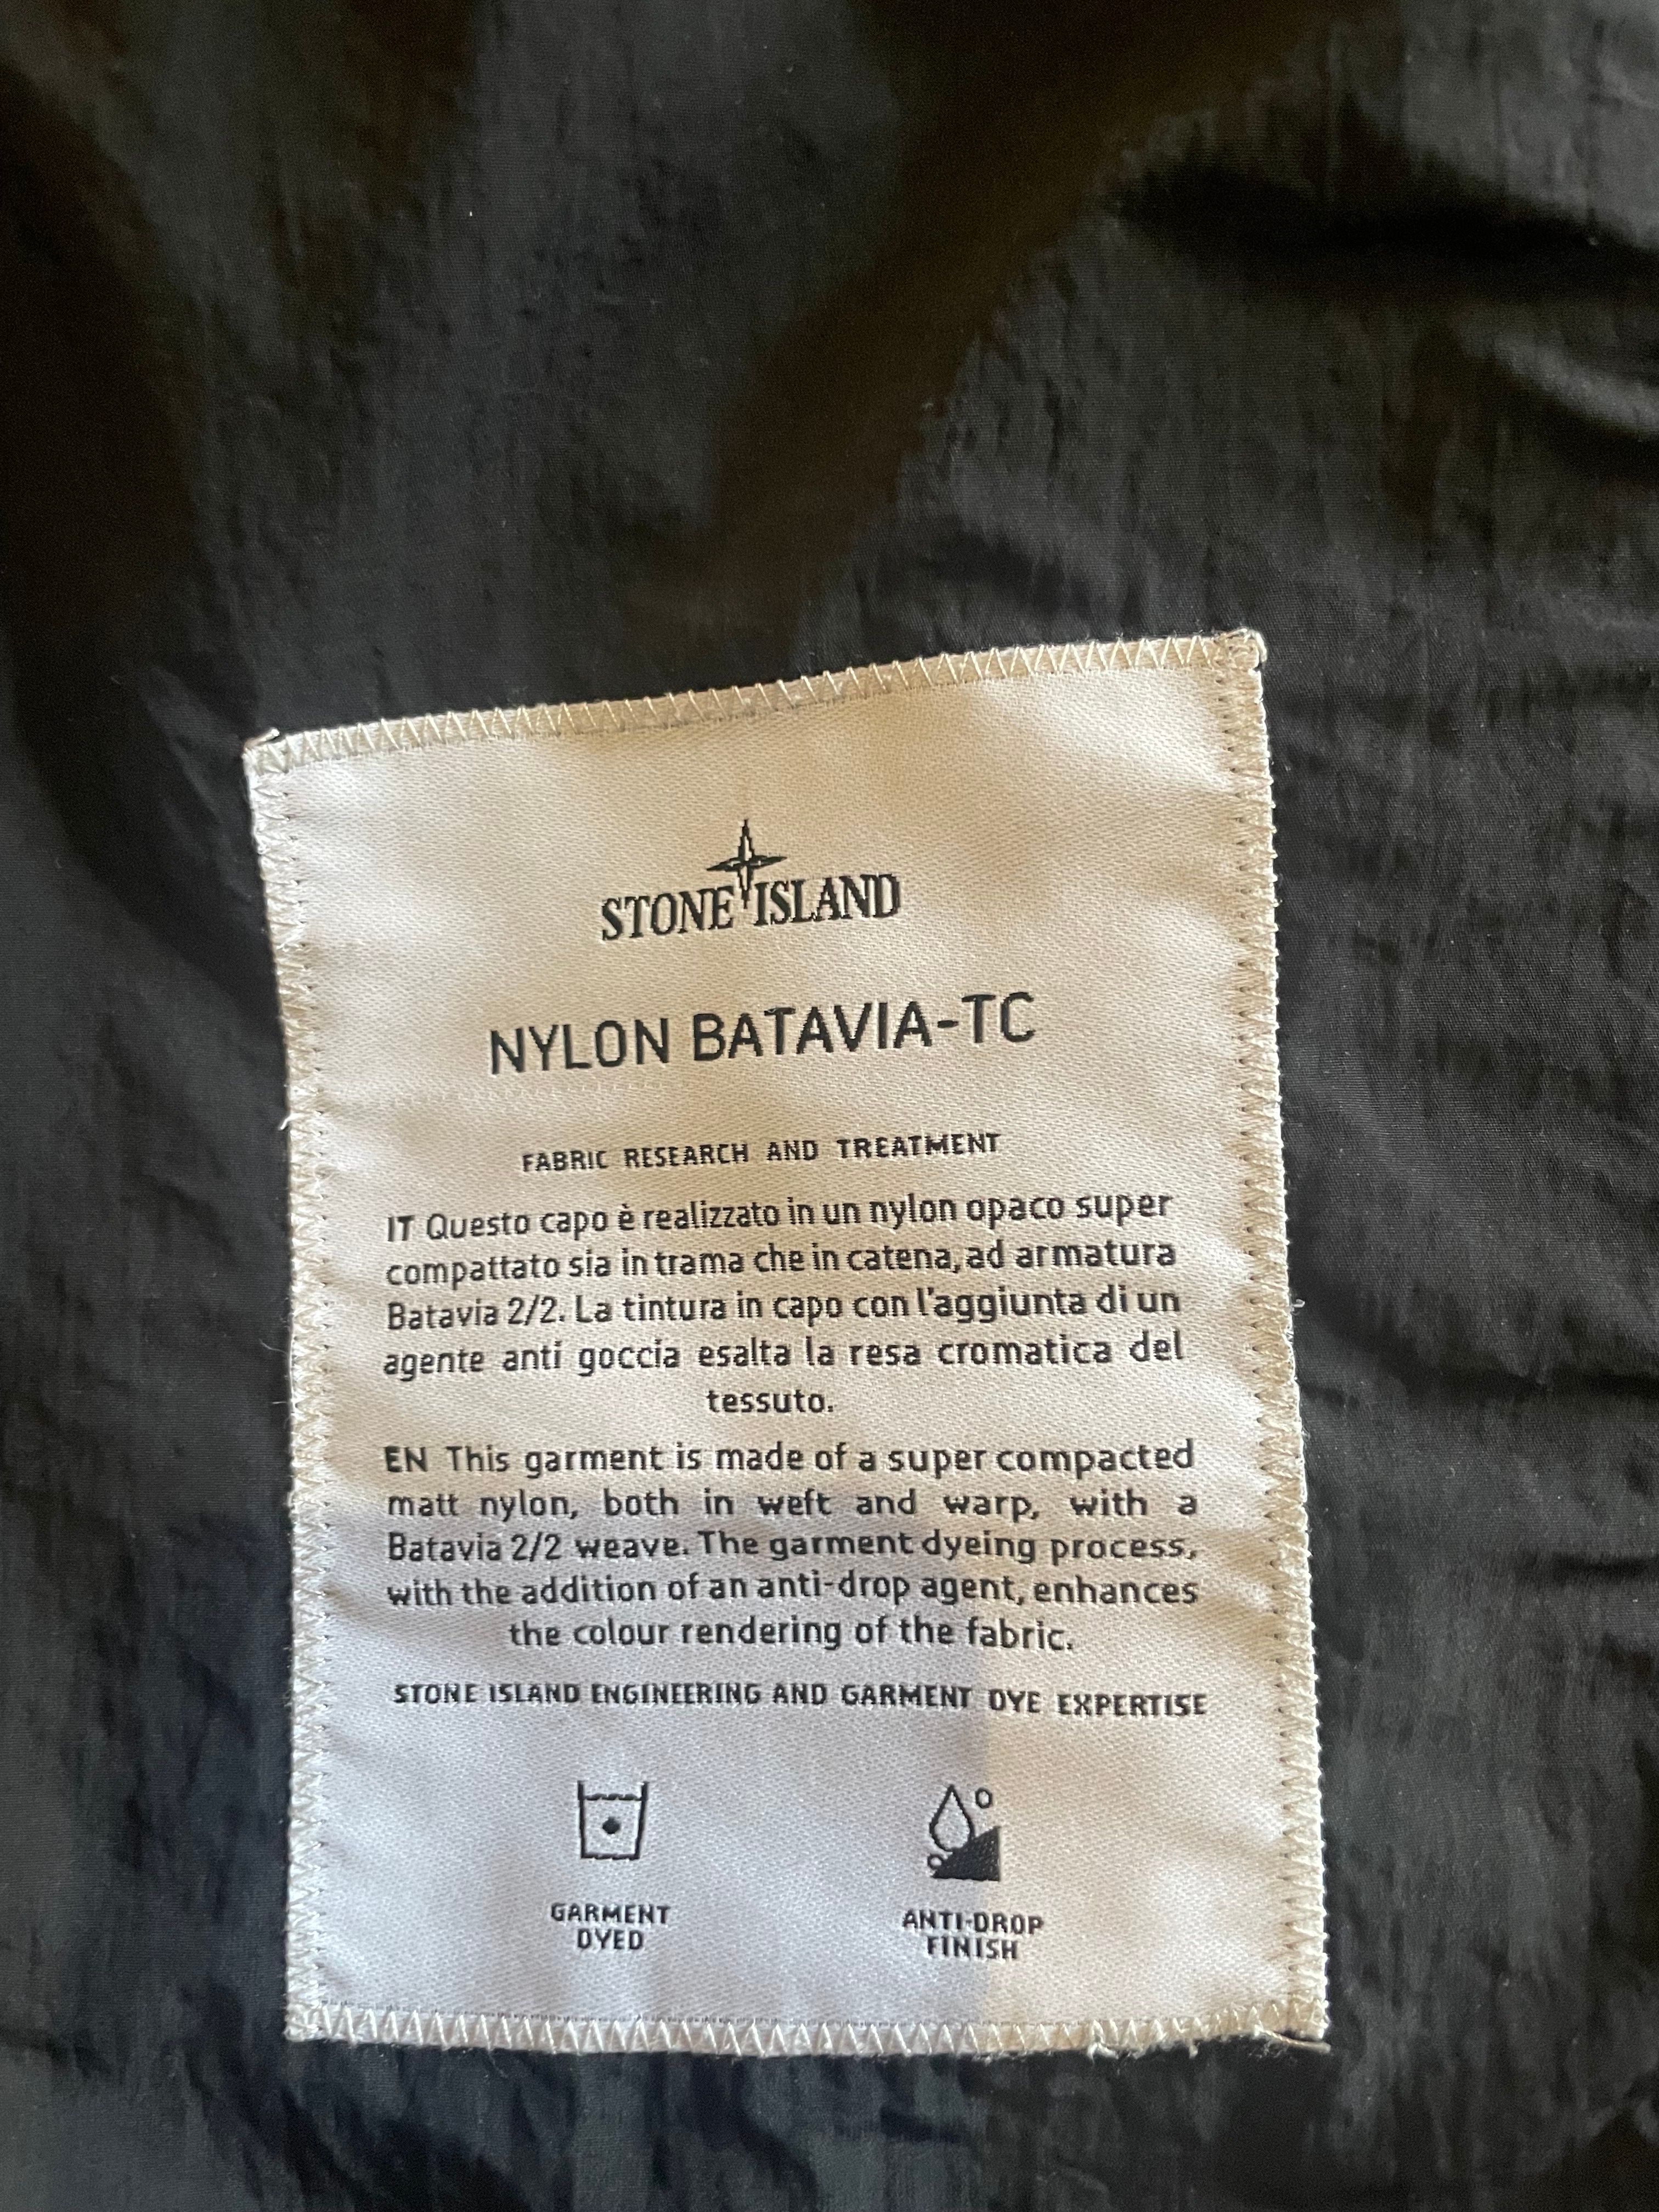 STONE ISLAND
NYLON BATAVIA-TC
FABRIC RESEARCH AND TREATMENT
IT Questo capo è realizzato in un nylon opaco super
compattato sia in trama che in catena, ad armatura
Batavia 2/2. La tintura in capo con l'aggiunta di un
agente anti goccia esalta la resa cromatica del
tessuto.
EN This garment is made of a super compacted
matt nylon, both in weft and warp, with a
Batavia 2/2 weave. The garment dyeing process,
with the addition of an anti-drop agent, enhances
the colour rendering of the fabric.
STONE ISLAND ENGINEERING AND GARMENT DYE EXPERTISE
GARMENT
DYED
ANTI-DROP
FINISH